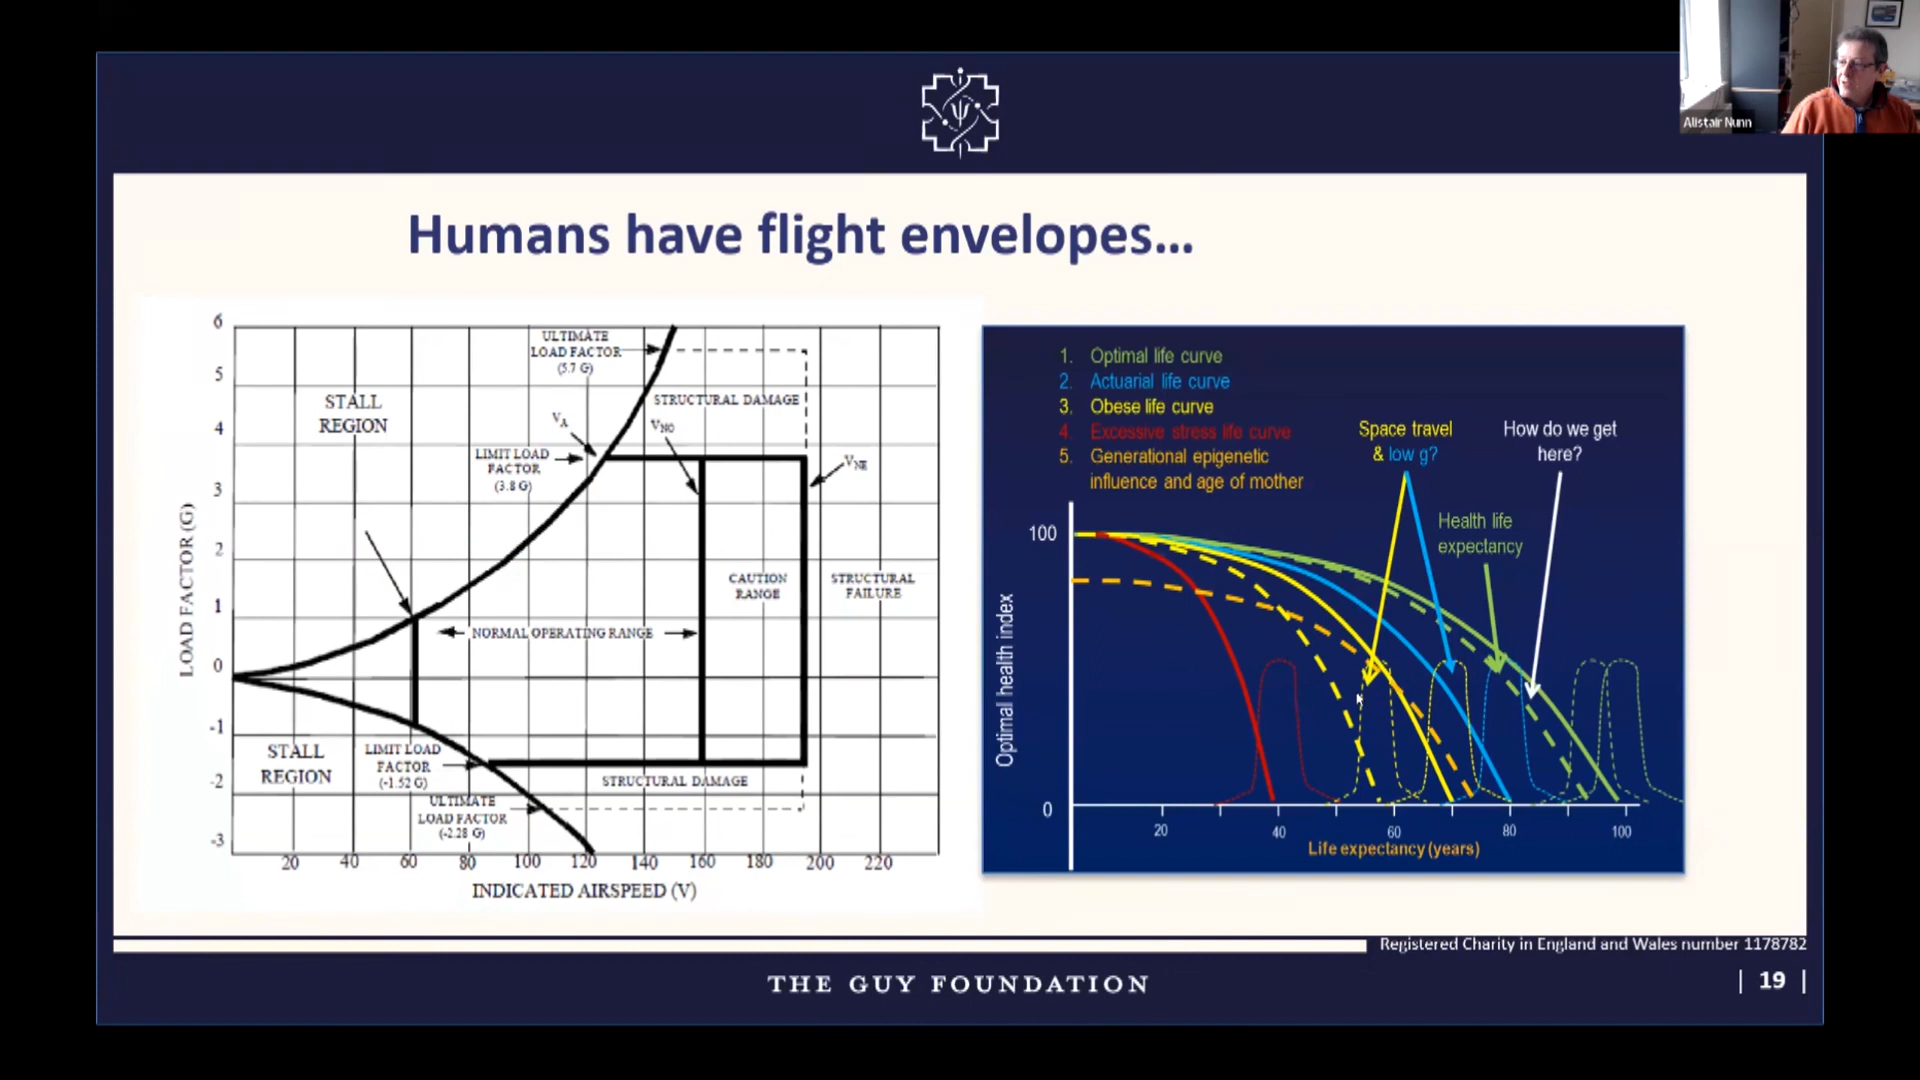 Alistair Nunn
Humans have flight envelopes...
6
5
4
3
2
1
0
-1
-2
-3
LOAD FACTOR (G)
ULTIMATE
LOAD FACTOR
(5.7 G)
STALL
REGION
STRUCTURAL DAMAGE
VA
VNO
LIMIT LOAD
FACTOR
(3.8 G)
VNE
CAUTION
RANGE
STRUCTURAL
FAILURE
NORMAL OPERATING RANGE
STALL
REGION
LIMIT LOAD
FACTOR
(-1.52 G)
STRUCTURAL DAMAGE
ULTIMATE
LOAD FACTOR
(-2.28 G)
20 40 60 80 100 120 140 160 180 200 220
INDICATED AIRSPEED (V)
1. Optimal life curve
2. Actuarial life curve
3. Obese life curve
4. Excessive stress life curve
5. Generational epigenetic
influence and age of mother
Space travel
& low g?
How do we get
here?
Health life
expectancy
100
Optimal health index
0
20 40 60 80 100
Life expectancy (years)
Registered Charity in England and Wales number 1178782
THE GUY FOUNDATION
| 19 |